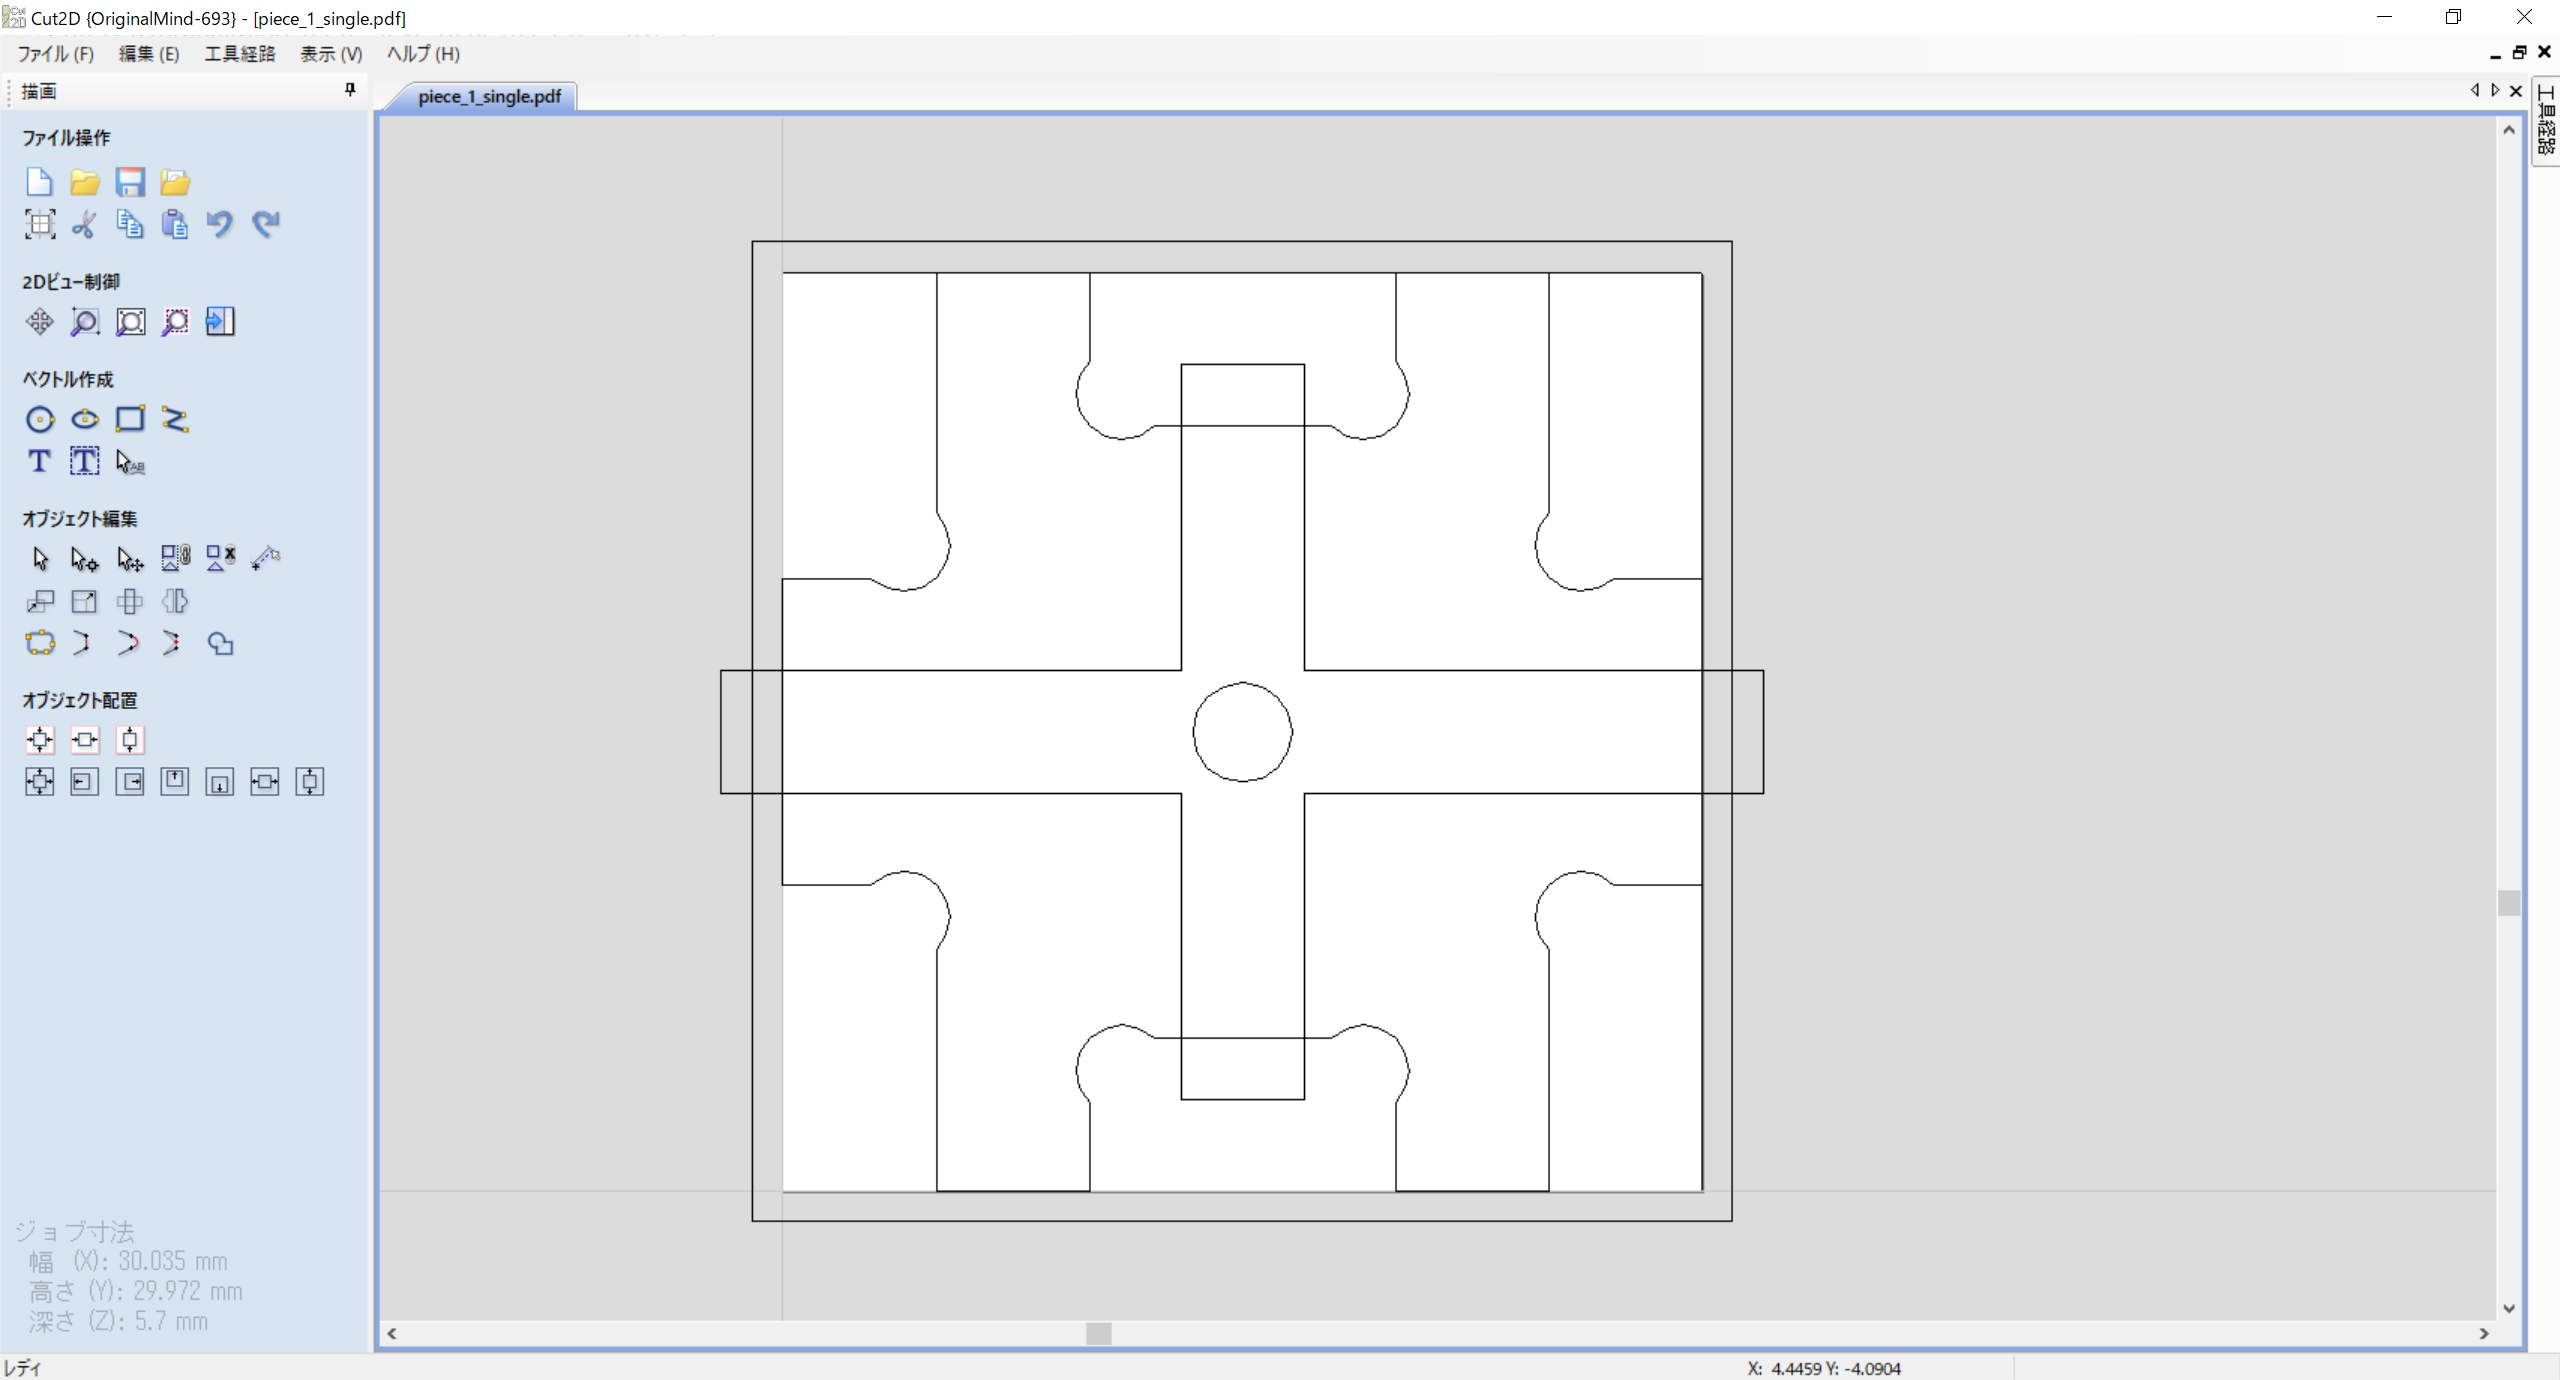 Cut2D {OriginalMind-693} - [piece_1_single.pdf]
ファイル (F) 編集 (E) 工具経路 表示 (V) ヘルプ (H)
描画
piece_1_single.pdf
工具経路
ファイル操作
2Dビュー制御
ベクトル作成
オブジェクト編集
オブジェクト配置
ジョブ寸法
幅 (X): 30.035 mm
高さ (Y): 29.972 mm
深さ (Z): 5.7 mm
レディ
X: 4.4459 Y: -4.0904